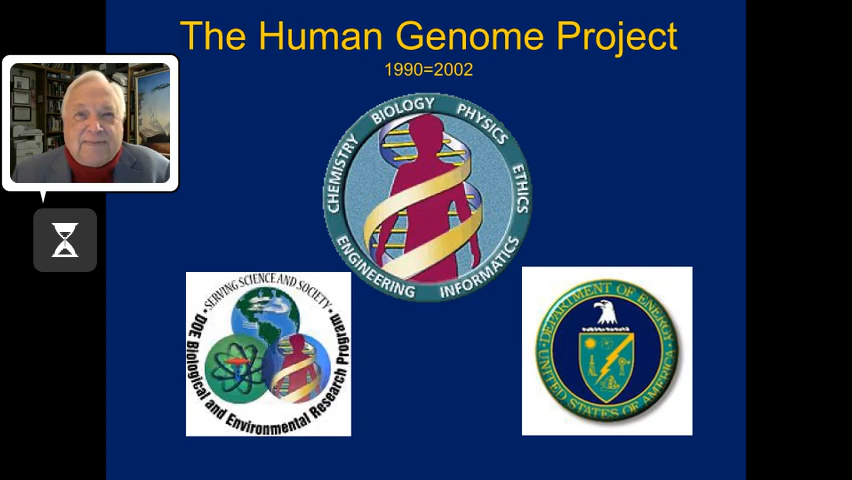 The Human Genome Project
1990=2002
CHEMISTRY BIOLOGY PHYSICS ETHICS
ENGINEERING INFORMATICS
• SERVING SCIENCE AND SOCIETY •
DOE Biological and Environmental Research Program
DEPARTMENT OF ENERGY
UNITED STATES OF AMERICA